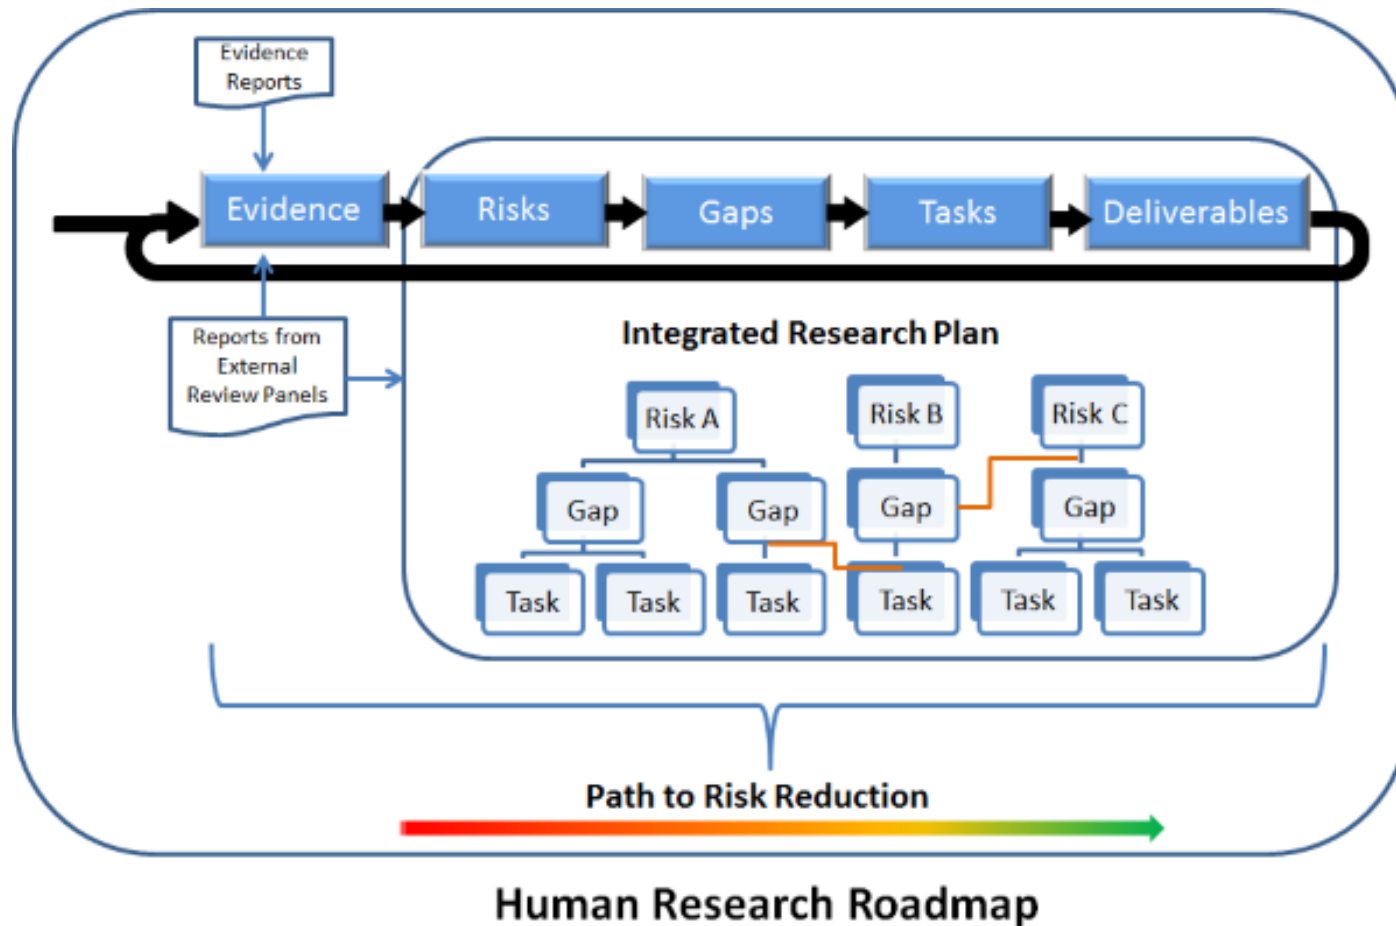 Evidence
Reports
Evidence
Risks
Gaps
Tasks
Deliverables
Reports from
External
Review Panels
Integrated Research Plan
Risk A
Risk B
Risk C
Gap
Gap
Gap
Gap
Task
Task
Task
Task
Task
Task
Path to Risk Reduction
Human Research Roadmap